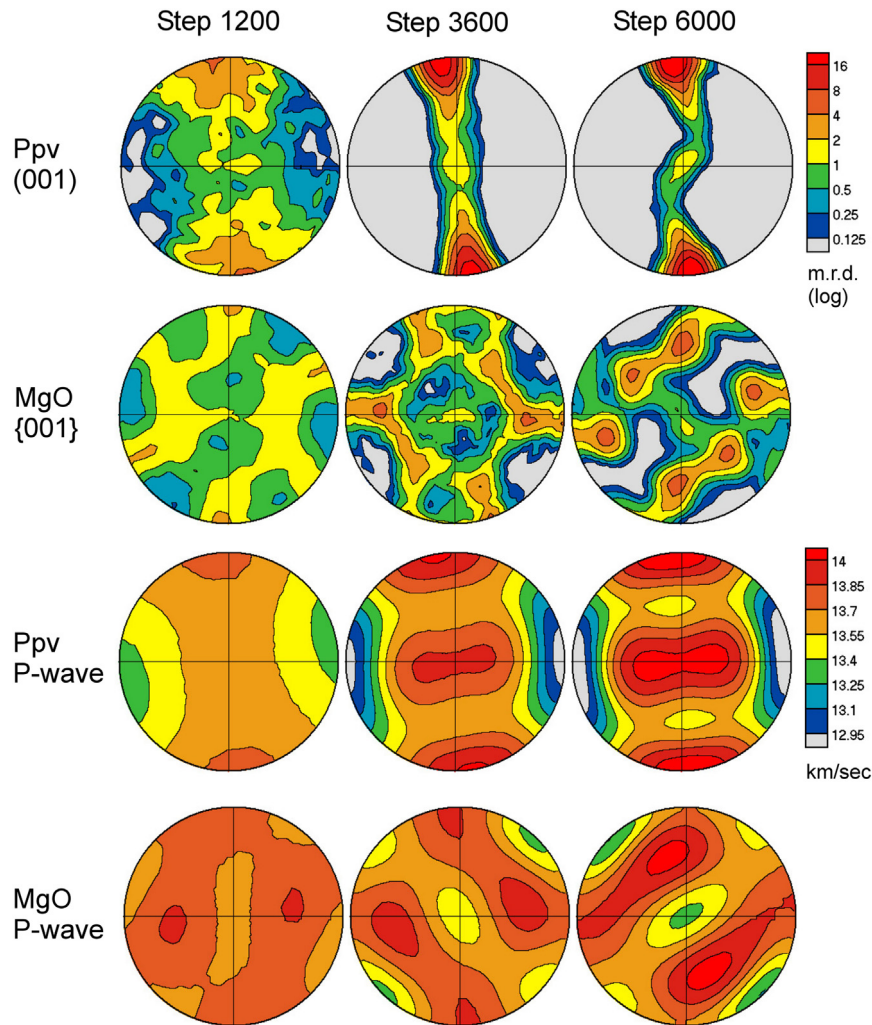 Step 1200 Step 3600 Step 6000
Ppv
(001)
16
8
4
2
1
0.5
0.25
0.125
m.r.d.
(log)
MgO
{001}
Ppv
P-wave
14
13.85
13.7
13.55
13.4
13.25
13.1
12.95
km/sec
MgO
P-wave